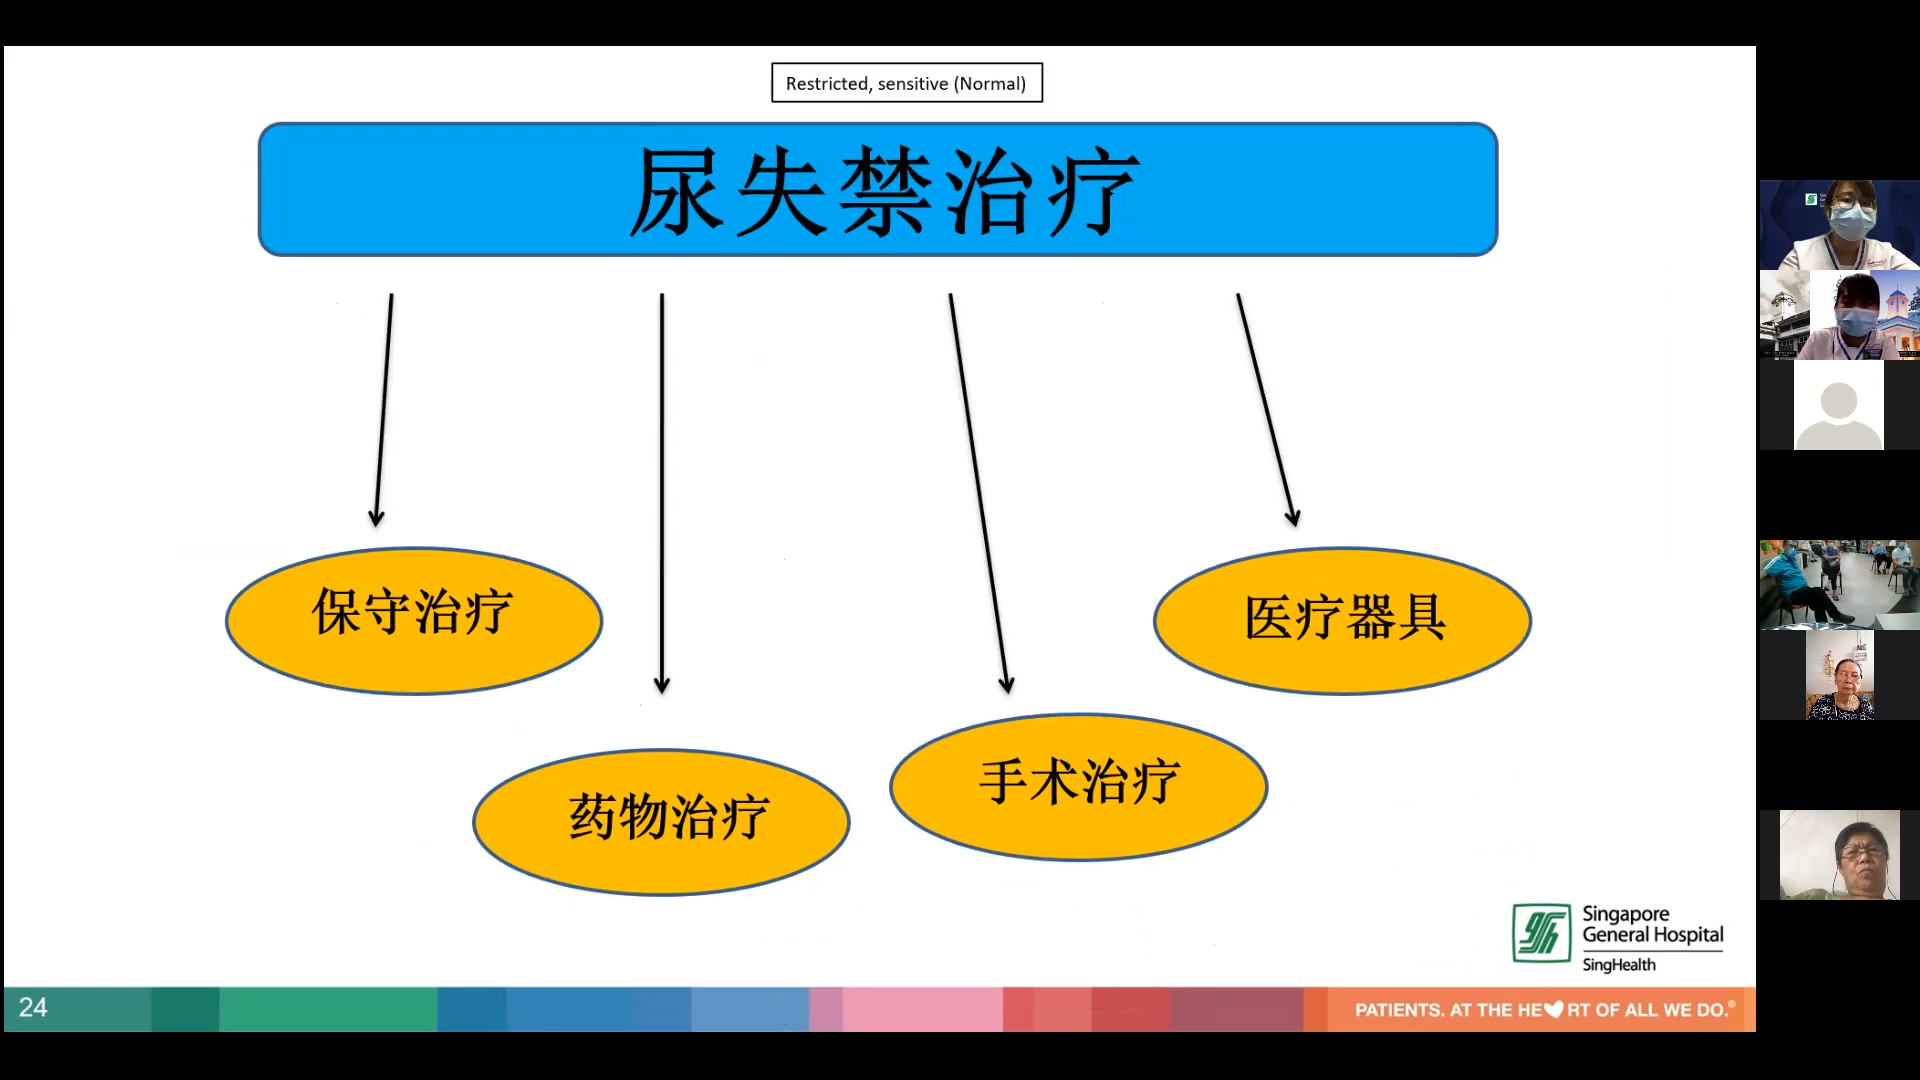 Restricted, sensitive (Normal)
尿失禁治疗
保守治疗
医疗器具
手术治疗
药物治疗
Singapore
General Hospital
SingHealth
24
PATIENTS. AT THE HE RT OF ALL WE DO.®